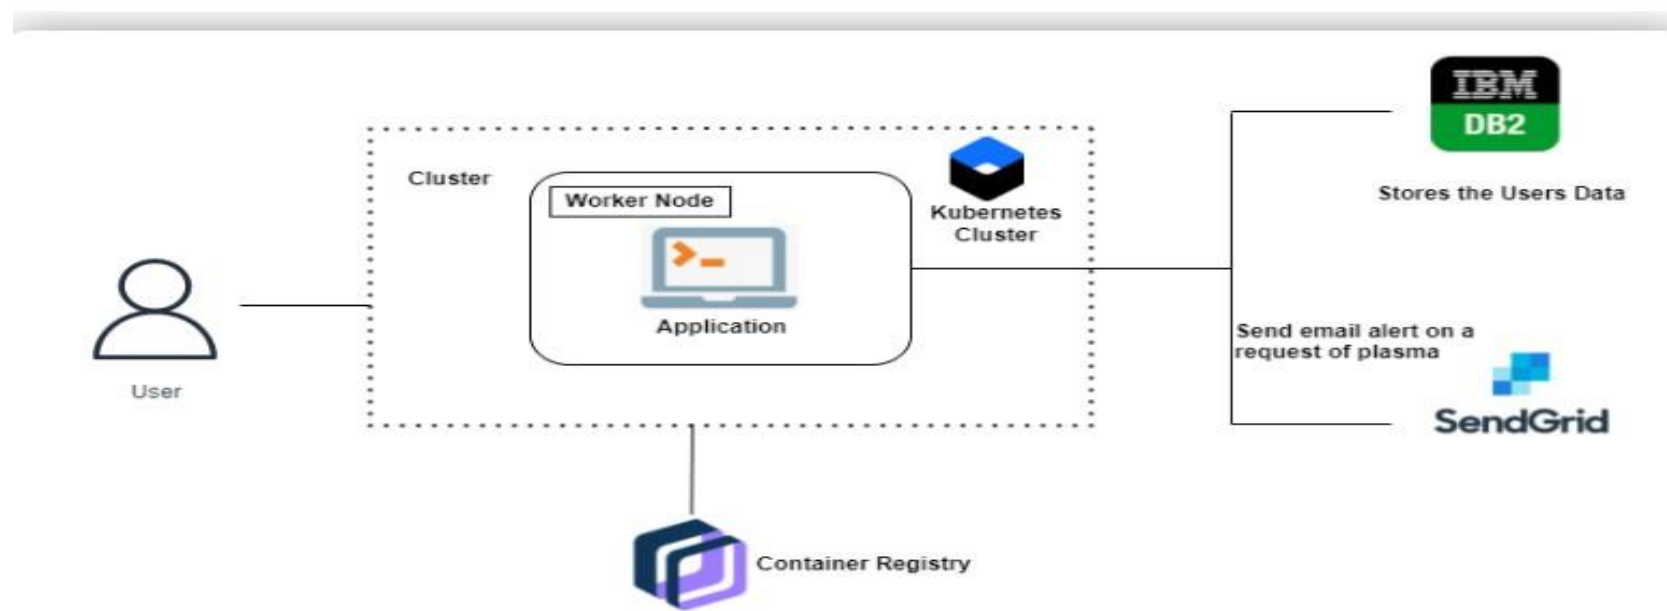 IBM
DB2
Stores the Users Data
Cluster
Worker Node
Kubernetes
Cluster
Application
User
Send email alert on a
request of plasma
SendGrid
Container Registry